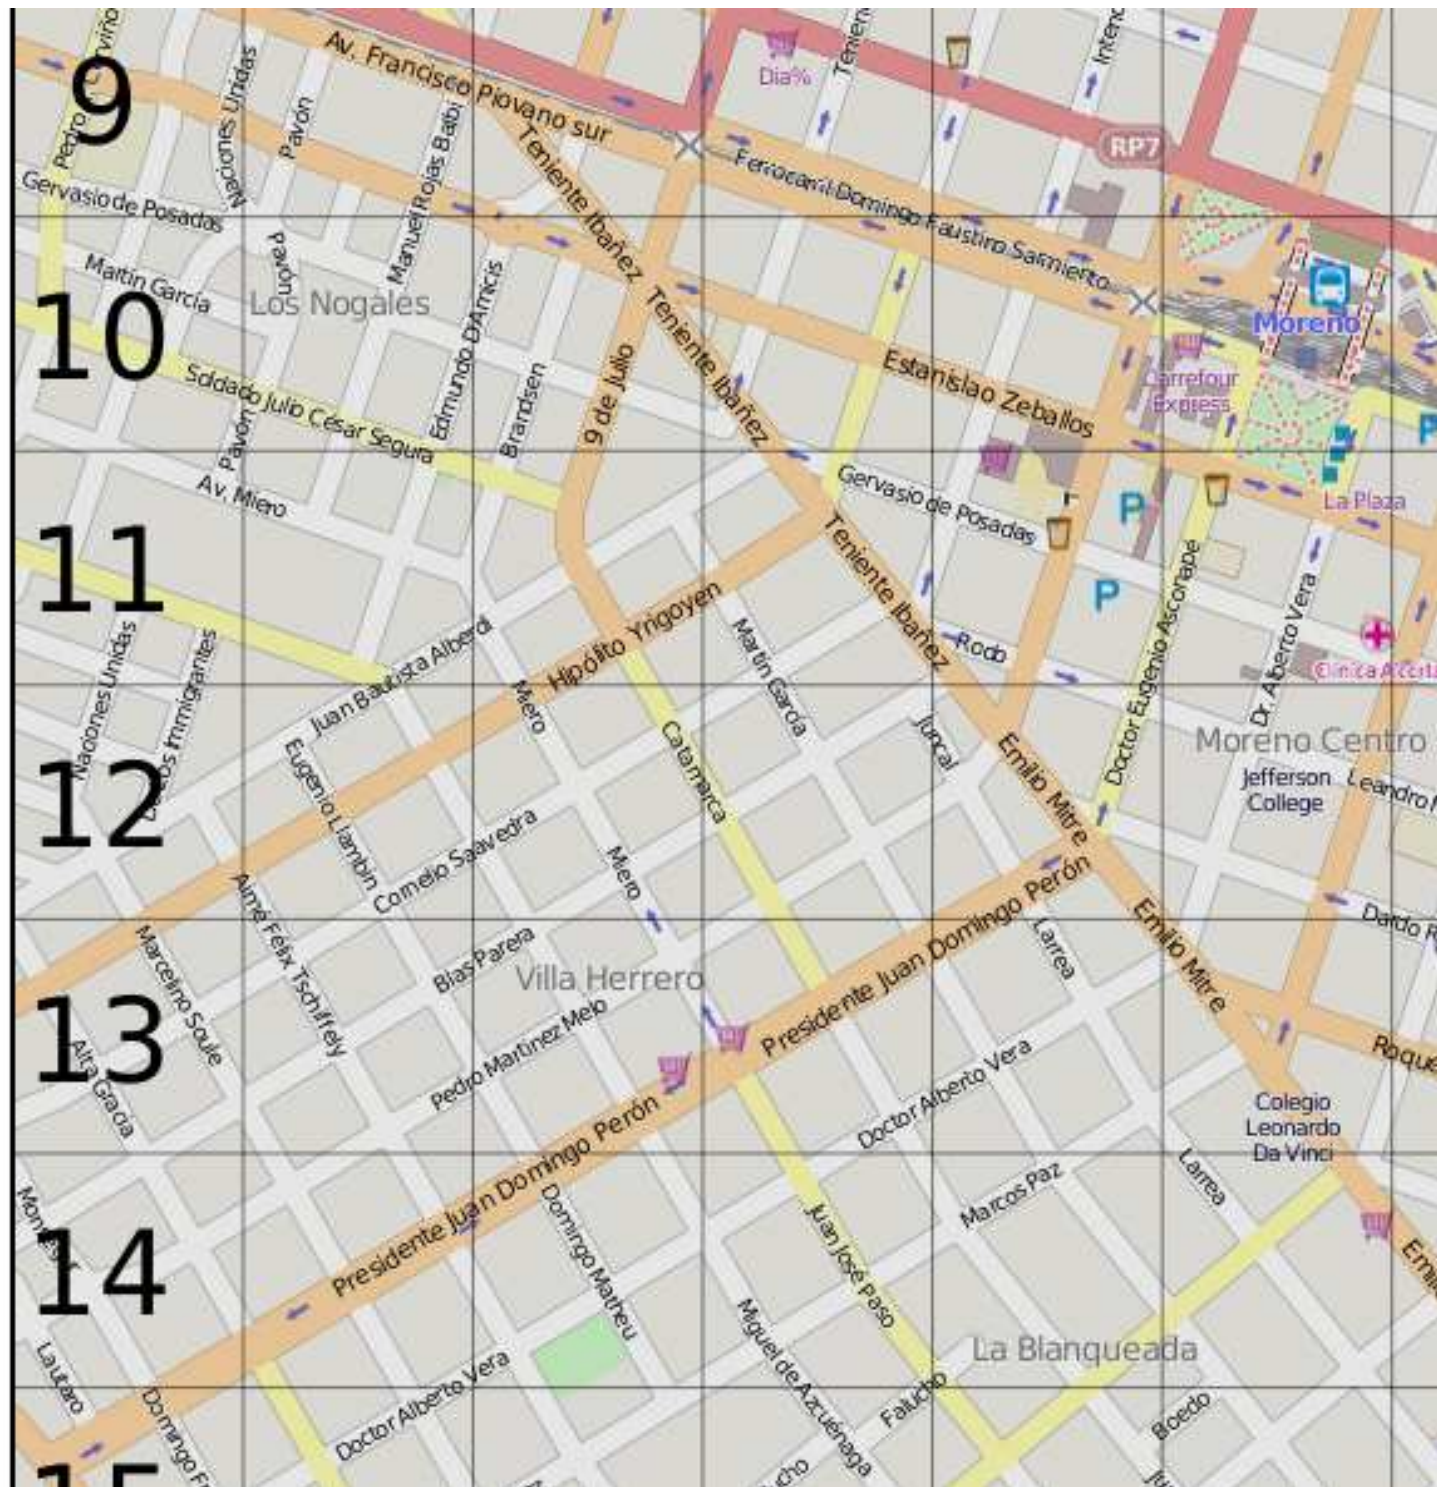 9
Av. Francisco Piovano sur
Dia%
RP7
Naciones Unidas
Pavón
Manuel Rojas Balbi
Teniente Ibañez
Ferrocarril Domingo Faustino Sarmiento
Pedro
Gervasio de Posadas
10
Martín García
Pavón
Los Nogales
Edmundo D'Amicis
Brandsen
9 de Julio
Teniente Ibañez
Moreno
Carrefour
Express
Estanislao Zeballos
P
Soldado Julio César Segura
Pavón
11
Av. Miero
Gervasio de Posadas
P
La Plaza
Teniente Ibañez
Doctor Eugenio Asconape
Dr. Alberto Vera
P
Hipólito Yrigoyen
Juan Bautista Alberdi
Martín García
Rodo
Naciones Unidas
12
Miero
Catamarca
Juncal
Emilio Mitre
Moreno Centro
Jefferson
College
Eugenio Llambin
Cornelio Saavedra
Miero
Aimé Félix Tschiffely
Presidente Juan Domingo Perón
Emilio Mitre
Larrea
13
Marcelino Soule
Blas Parera
Villa Herrero
Pedro Martinez Melo
Alta Gracia
Doctor Alberto Vera
Colegio
Leonardo
Da Vinci
Presidente Juan Domingo Perón
Larrea
Marcos Paz
14
Domingo Matheu
Juan José Paso
Miguel de Azcuénaga
La Blanqueada
Lautaro
Doctor Alberto Vera
Falucho
Boedo
15